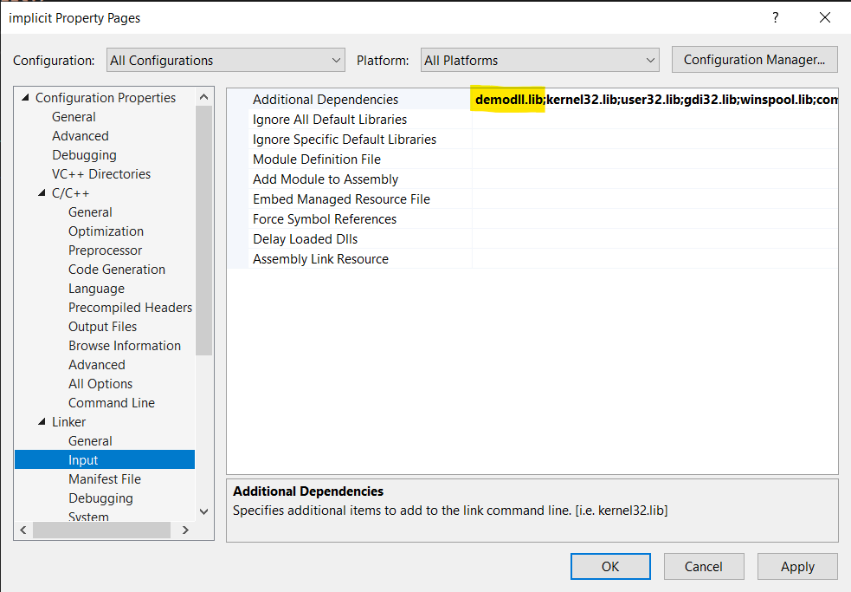 implicit Property Pages
?
Configuration: All Configurations Platform: All Platforms Configuration Manager...
Configuration Properties
General
Advanced
Debugging
VC++ Directories
C/C++
General
Optimization
Preprocessor
Code Generation
Language
Precompiled Headers
Output Files
Browse Information
Advanced
All Options
Command Line
Linker
General
Input
Manifest File
Debugging
System
Additional Dependencies demodll.lib;kernel32.lib;user32.lib;gdi32.lib;winspool.lib;com
Ignore All Default Libraries
Ignore Specific Default Libraries
Module Definition File
Add Module to Assembly
Embed Managed Resource File
Force Symbol References
Delay Loaded Dlls
Assembly Link Resource
Additional Dependencies
Specifies additional items to add to the link command line. [i.e. kernel32.lib]
OK Cancel Apply